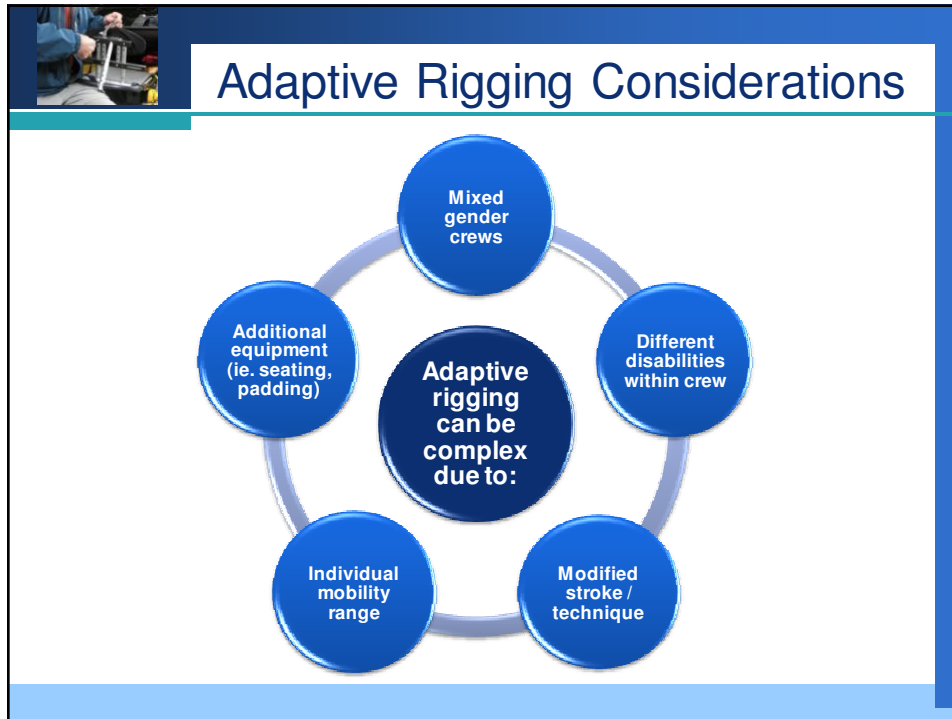 Adaptive Rigging Considerations
Mixed
gender
crews
Additional
equipment
(ie. seating,
padding)
Different
disabilities
within crew
Adaptive
rigging
can be
complex
due to:
Individual
mobility
range
Modified
stroke /
technique